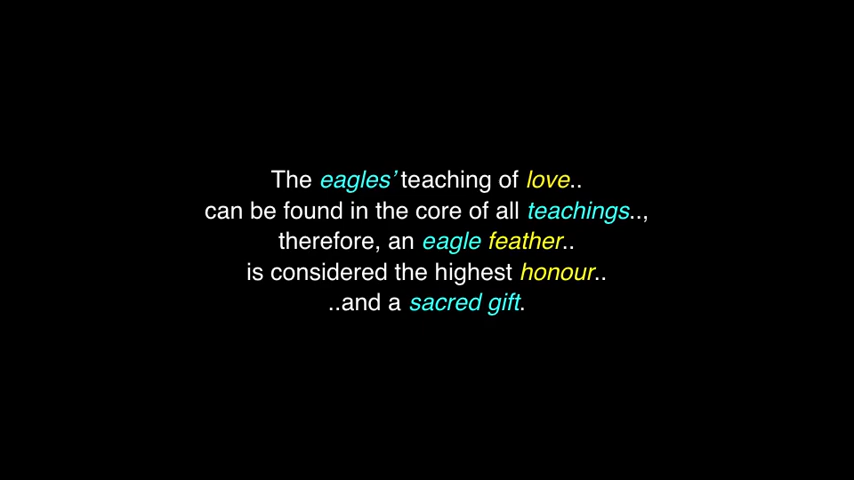 The eagles’ teaching of love..
can be found in the core of all teachings..,
therefore, an eagle feather..
is considered the highest honour..
..and a sacred gift.